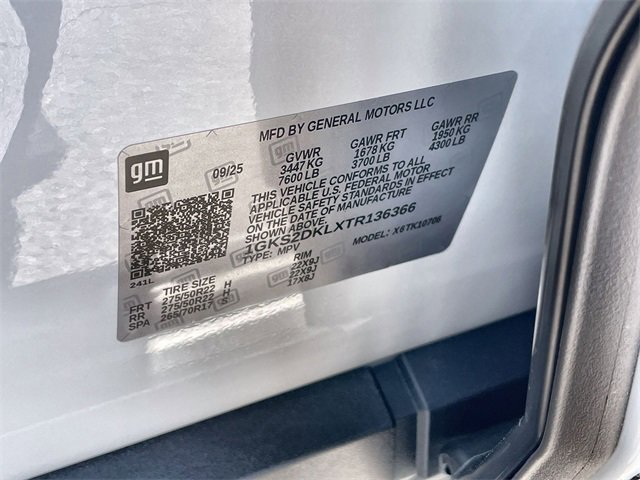 MFD BY GENERAL MOTORS LLC
gm
09/25
GVWR GAWR FRT GAWR RR
3447 KG 1678 KG 1950 KG
7600 LB 3700 LB 4300 LB
THIS VEHICLE CONFORMS TO ALL
APPLICABLE U.S. FEDERAL MOTOR
VEHICLE SAFETY STANDARDS IN EFFECT
ON THE DATE OF MANUFACTURE
SHOWN ABOVE
1GKS2DKLXTR136366
TYPE: MPV MODEL: X6TK10706
241L
TIRE SIZE RIM
FRT 275/50R22 H 22X9J
RR 275/50R22 H 22X9J
SPA 265/70R17 S 17X8J